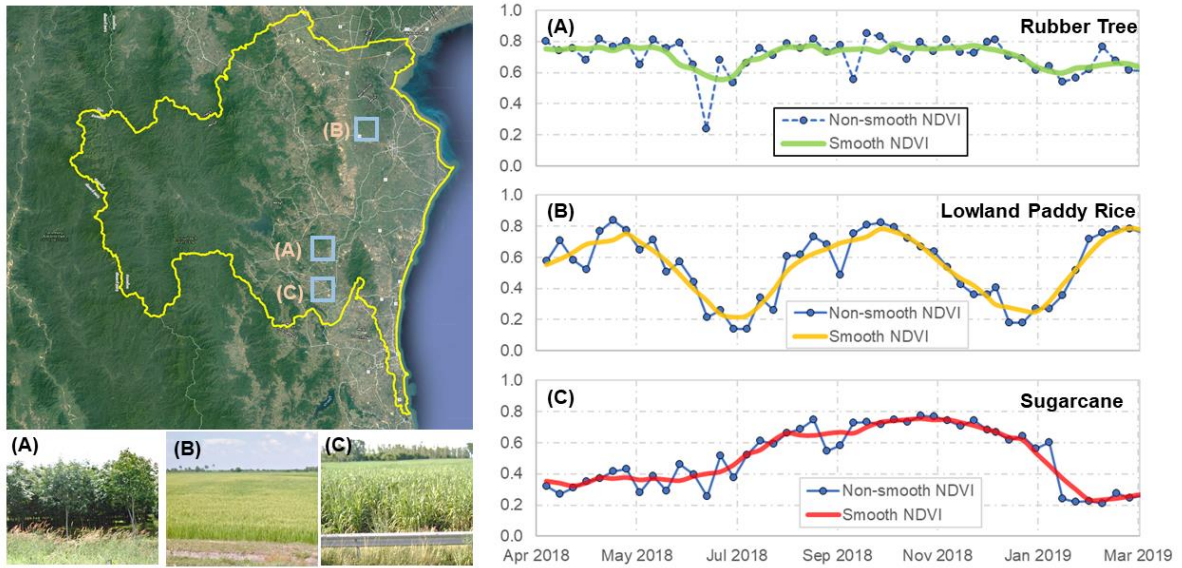 (B)
(A)
(C)
(A)
(B)
(C)
1.0
0.8
0.6
0.4
0.2
0.0
(A)
Rubber Tree
Non-smooth NDVI
Smooth NDVI
1.0
0.8
0.6
0.4
0.2
0.0
(B)
Lowland Paddy Rice
Non-smooth NDVI
Smooth NDVI
1.0
0.8
0.6
0.4
0.2
0.0
(C)
Sugarcane
Non-smooth NDVI
Smooth NDVI
Apr 2018 May 2018 Jul 2018 Sep 2018 Nov 2018 Jan 2019 Mar 2019